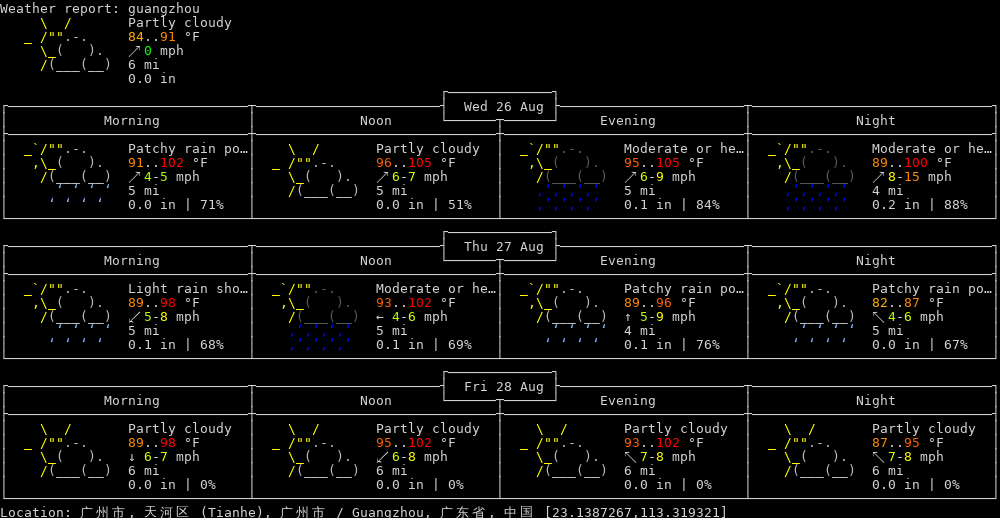 Weather report: guangzhou
Partly cloudy
84..91 °F
↗ 0 mph
6 mi
0.0 in
Wed 26 Aug
Morning Noon Evening Night
Patchy rain po… Partly cloudy Moderate or he… Moderate or he…
91..102 °F 96..105 °F 95..105 °F 89..100 °F
↗ 4-5 mph ↗ 6-7 mph ↗ 6-9 mph ↗ 8-15 mph
5 mi 5 mi 5 mi 4 mi
0.0 in | 71% 0.0 in | 51% 0.1 in | 84% 0.2 in | 88%
Thu 27 Aug
Morning Noon Evening Night
Light rain sho… Moderate or he… Patchy rain po… Patchy rain po…
89..98 °F 93..102 °F 89..96 °F 82..87 °F
↙ 5-8 mph ← 4-6 mph ↑ 5-9 mph ↖ 4-6 mph
5 mi 5 mi 4 mi 5 mi
0.1 in | 68% 0.1 in | 69% 0.1 in | 76% 0.0 in | 67%
Fri 28 Aug
Morning Noon Evening Night
Partly cloudy Partly cloudy Partly cloudy Partly cloudy
89..98 °F 95..102 °F 93..102 °F 87..95 °F
↓ 6-7 mph ↙ 6-8 mph ↖ 7-8 mph ↖ 7-8 mph
6 mi 6 mi 6 mi 6 mi
0.0 in | 0% 0.0 in | 0% 0.0 in | 0% 0.0 in | 0%
Location: 广州市, 天河区 (Tianhe), 广州市 / Guangzhou, 广东省, 中国 [23.1387267,113.319321]